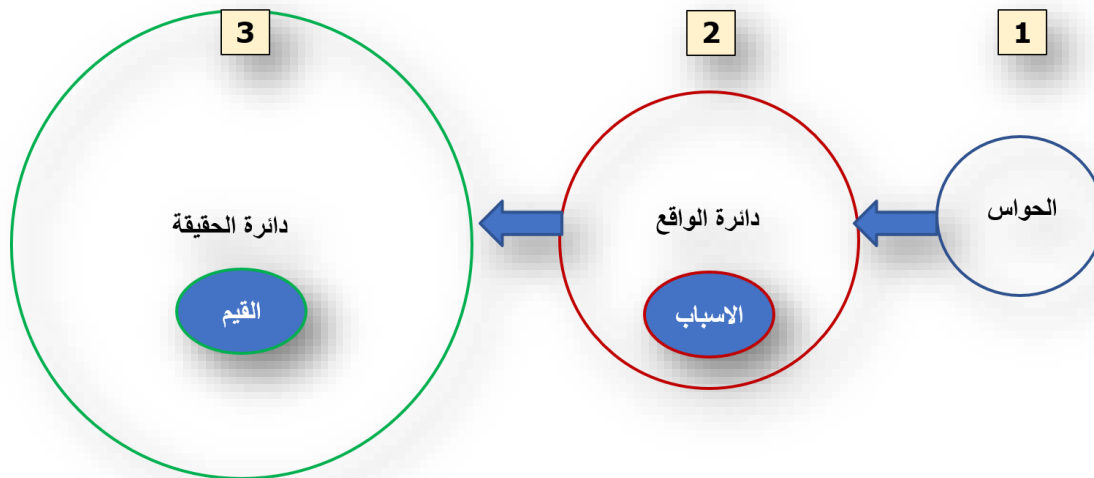 1
2
3
الحواس
دائرة الواقع
دائرة الحقيقة
الاسباب
القيم